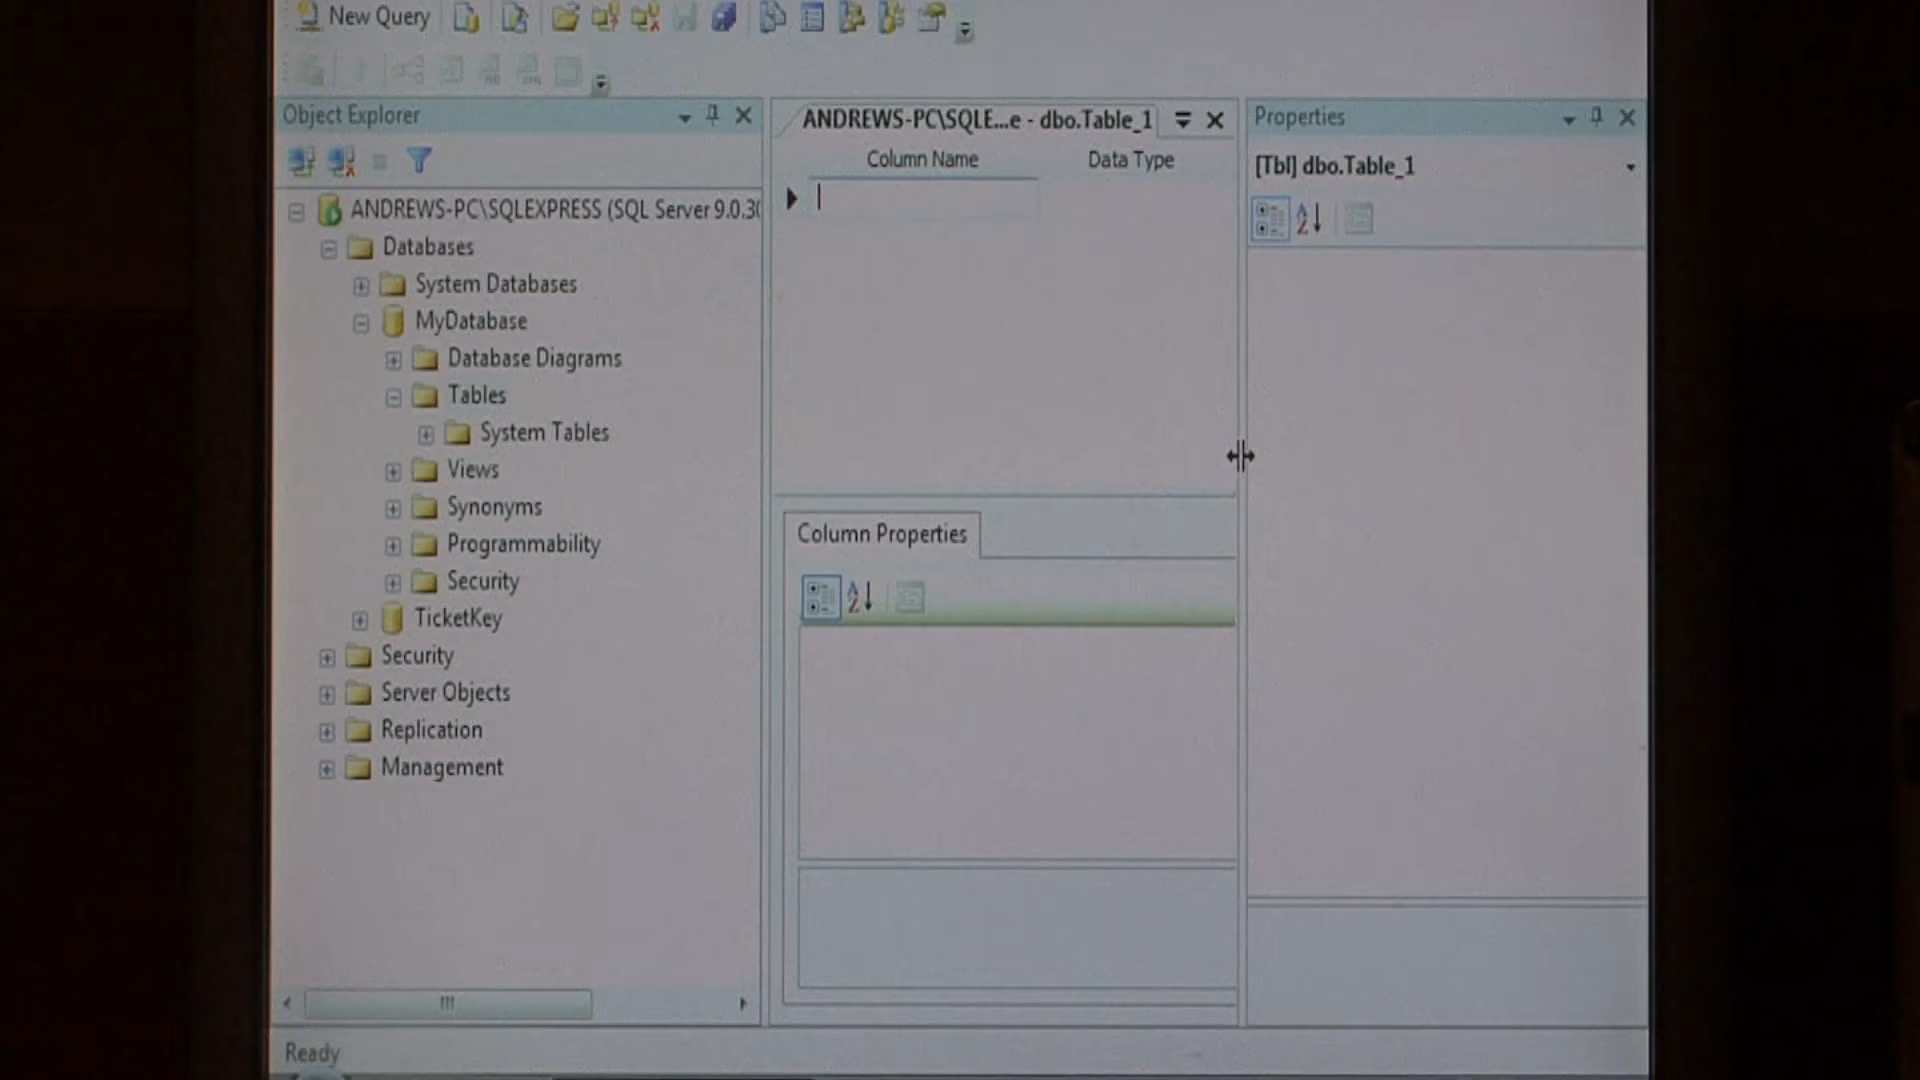 New Query
Object Explorer
ANDREWS-PC\SQLEXPRESS (SQL Server 9.0.30
Databases
System Databases
MyDatabase
Database Diagrams
Tables
System Tables
Views
Synonyms
Programmability
Security
TicketKey
Security
Server Objects
Replication
Management
Ready
ANDREWS-PC\SQLE...e - dbo.Table_1
Column Name Data Type
Column Properties
Properties
[Tbl] dbo.Table_1